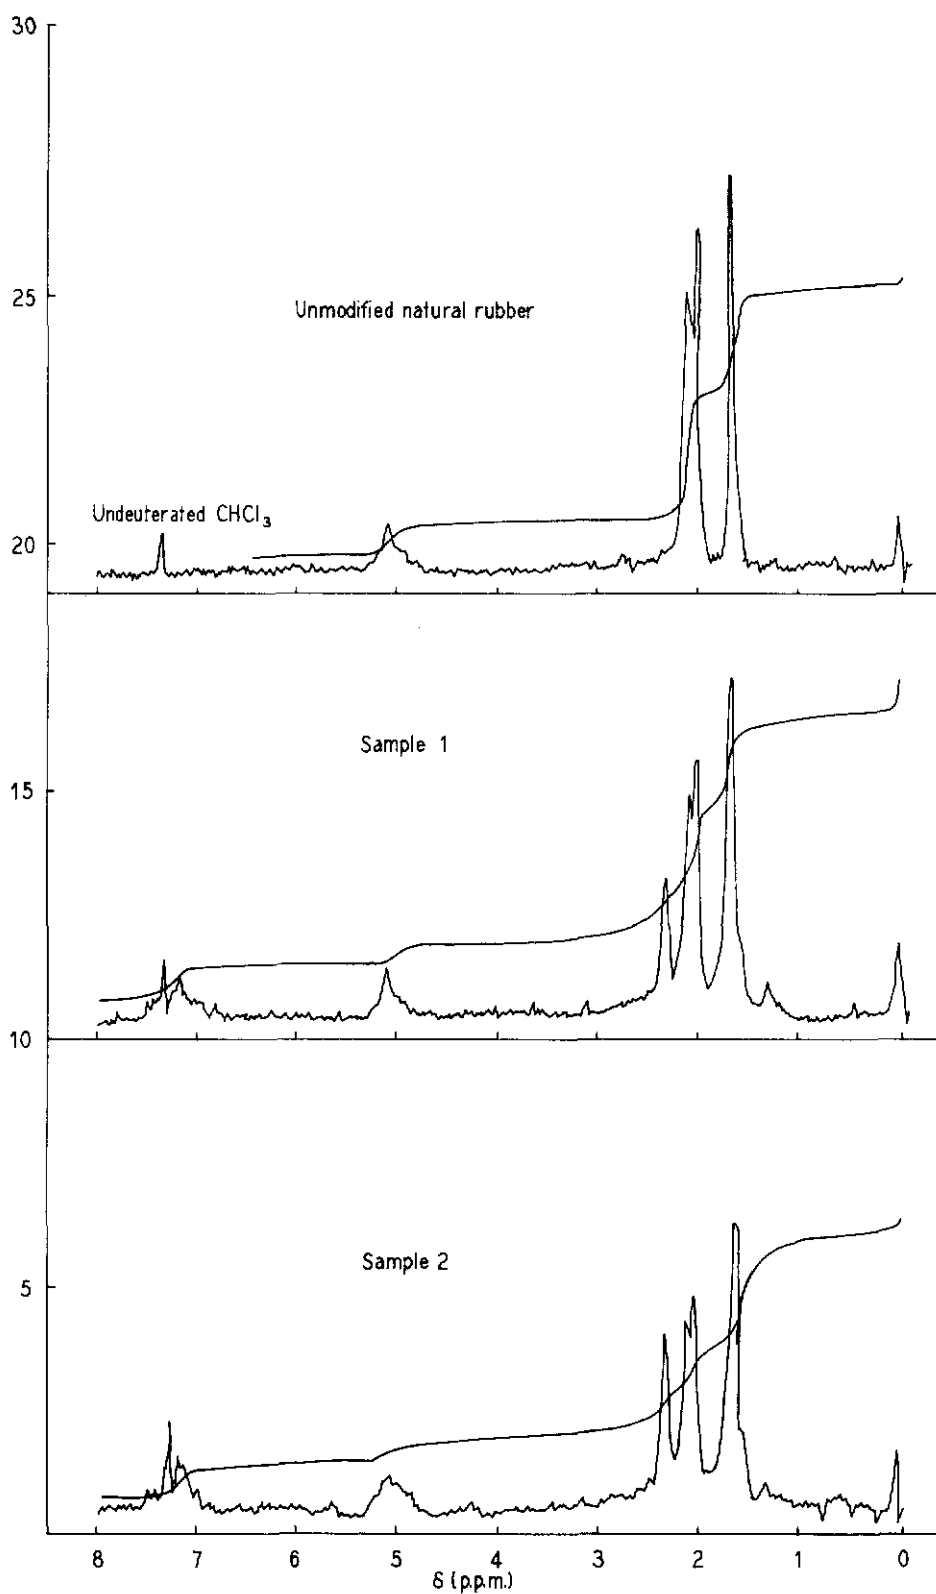 30
25
Unmodified natural rubber
Undeuterated CHCl₃
20
Sample 1
15
10
Sample 2
5
8 7 6 5 4 3 2 1 0
δ (p.p.m.)